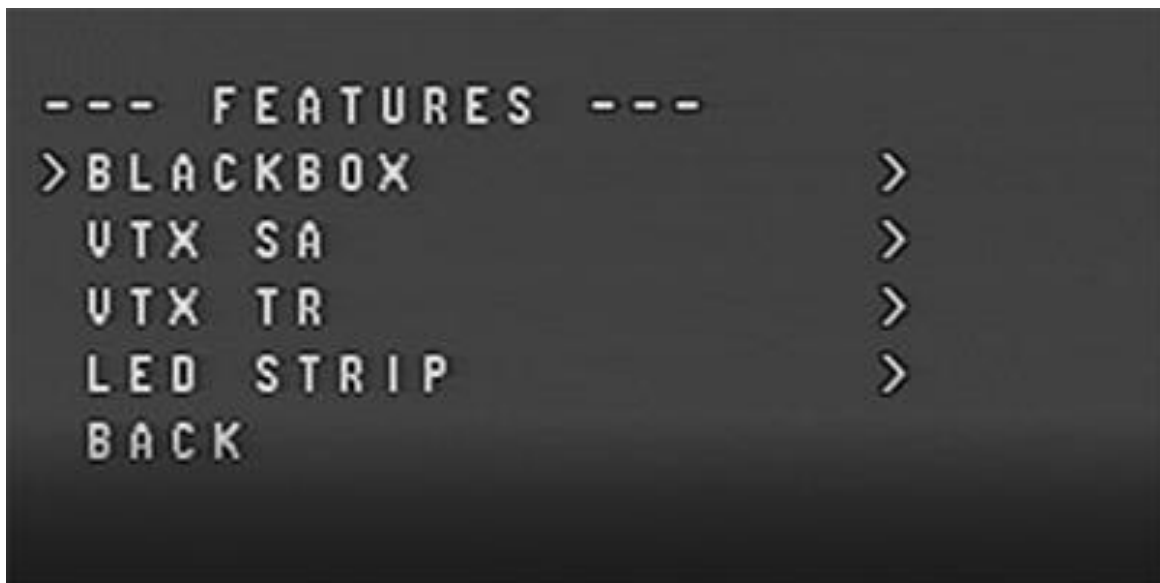 --- FEATURES ---
>BLACKBOX >
VTX SA >
VTX TR >
LED STRIP >
BACK